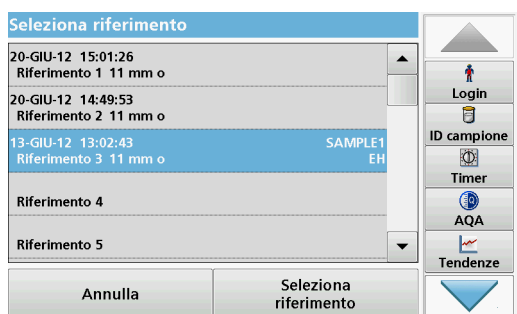 Seleziona riferimento
20-GIU-12 15:01:26
Riferimento 1 11 mm o
20-GIU-12 14:49:53
Riferimento 2 11 mm o
13-GIU-12 13:02:43 SAMPLE1
Riferimento 3 11 mm o EH
Riferimento 4
Riferimento 5
Annulla
Seleziona
riferimento
Login
ID campione
Timer
AQA
Tendenze